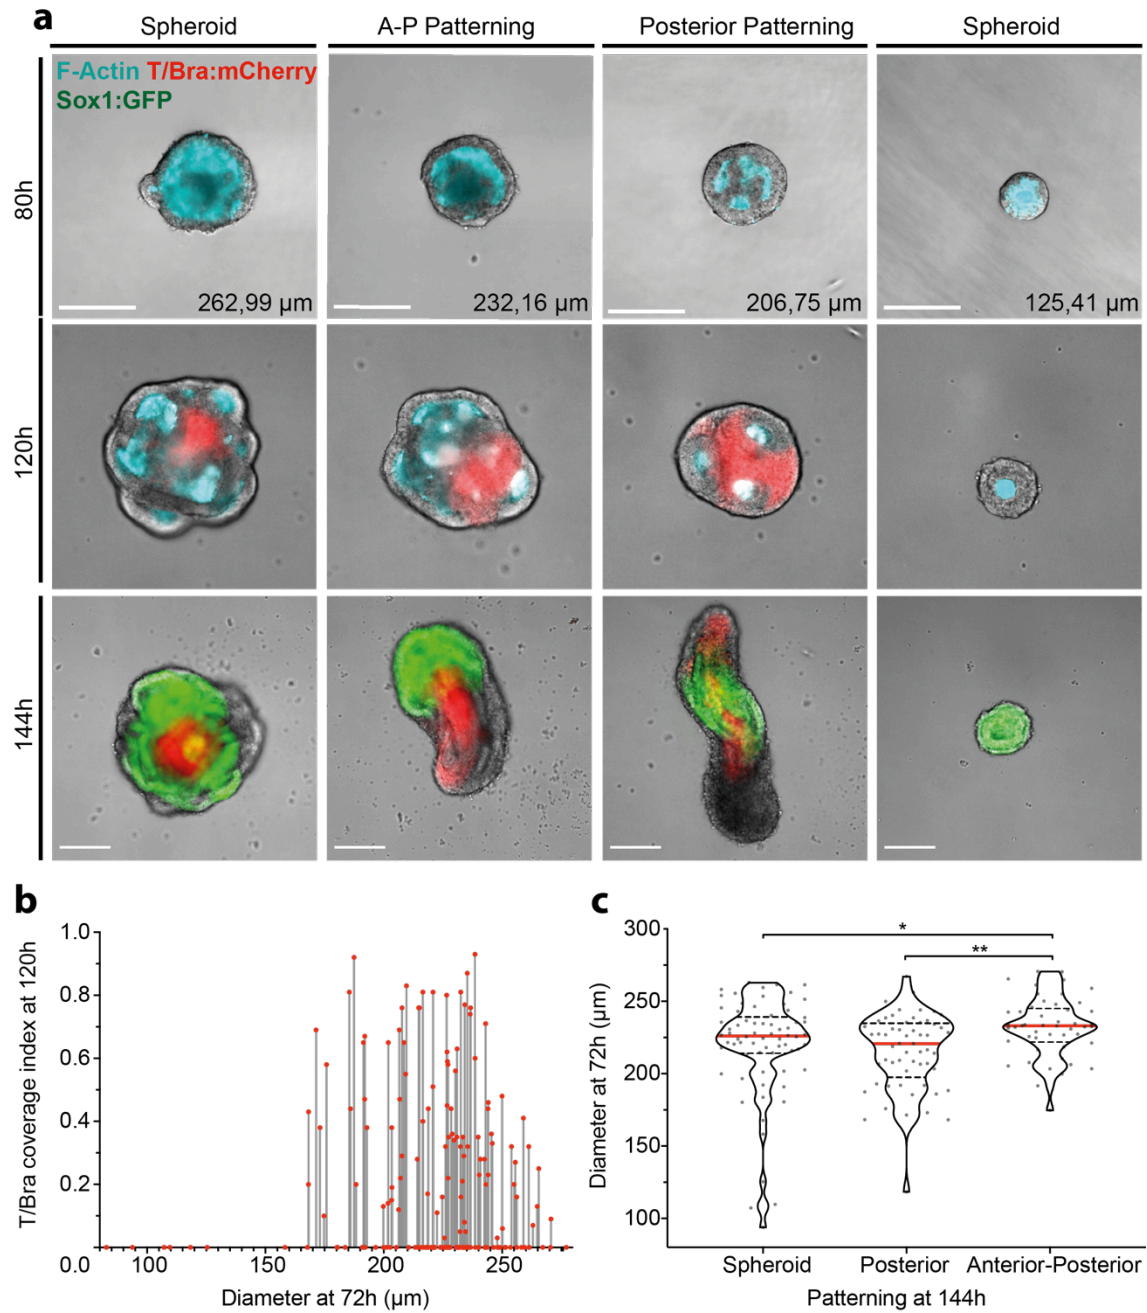 a
Spheroid
A-P Patterning
Posterior Patterning
Spheroid
F-Actin T/Bra:mCherry
Sox1:GFP
80h
262,99 µm
232,16 µm
206,75 µm
125,41 µm
120h
144h
b
T/Bra coverage index at 120h
1.0
0.8
0.6
0.4
0.2
0.0
100
150
200
250
Diameter at 72h (µm)
c
Diameter at 72h (µm)
300
250
200
150
100
*
**
Spheroid
Posterior
Anterior-Posterior
Patterning at 144h